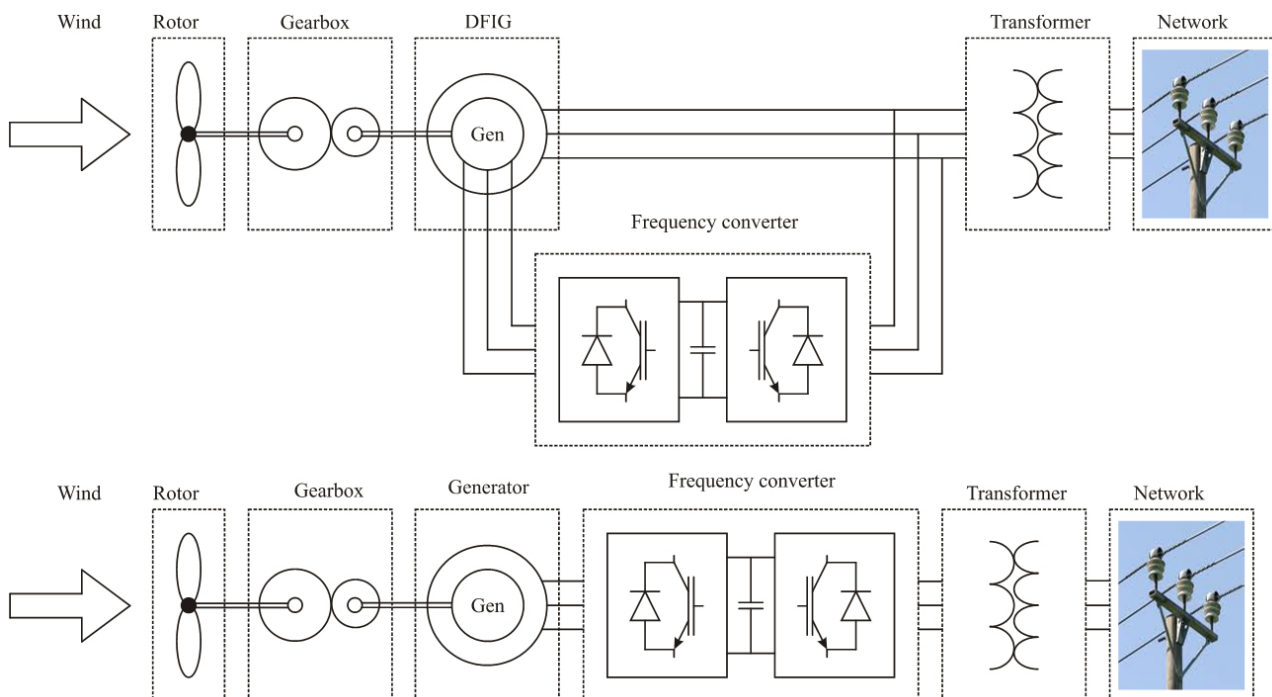 Wind
Rotor
Gearbox
DFIG
Transformer
Network
Gen
Frequency converter
Wind
Rotor
Gearbox
Generator
Frequency converter
Transformer
Network
Gen